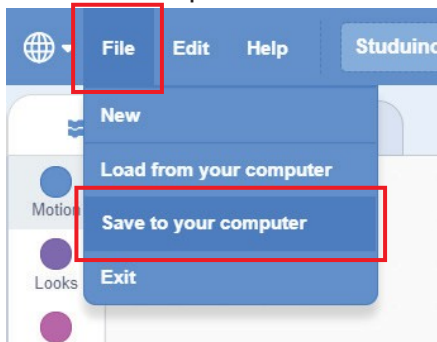 File Edit Help Studuino
New
Load from your computer
Save to your computer
Exit
Motion
Looks